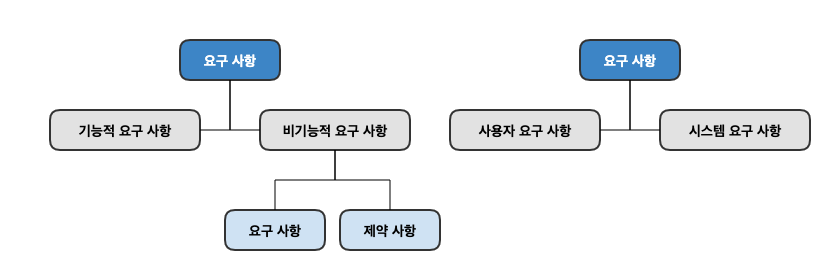 요구 사항
요구 사항
기능적 요구 사항
비기능적 요구 사항
사용자 요구 사항
시스템 요구 사항
요구 사항
제약 사항